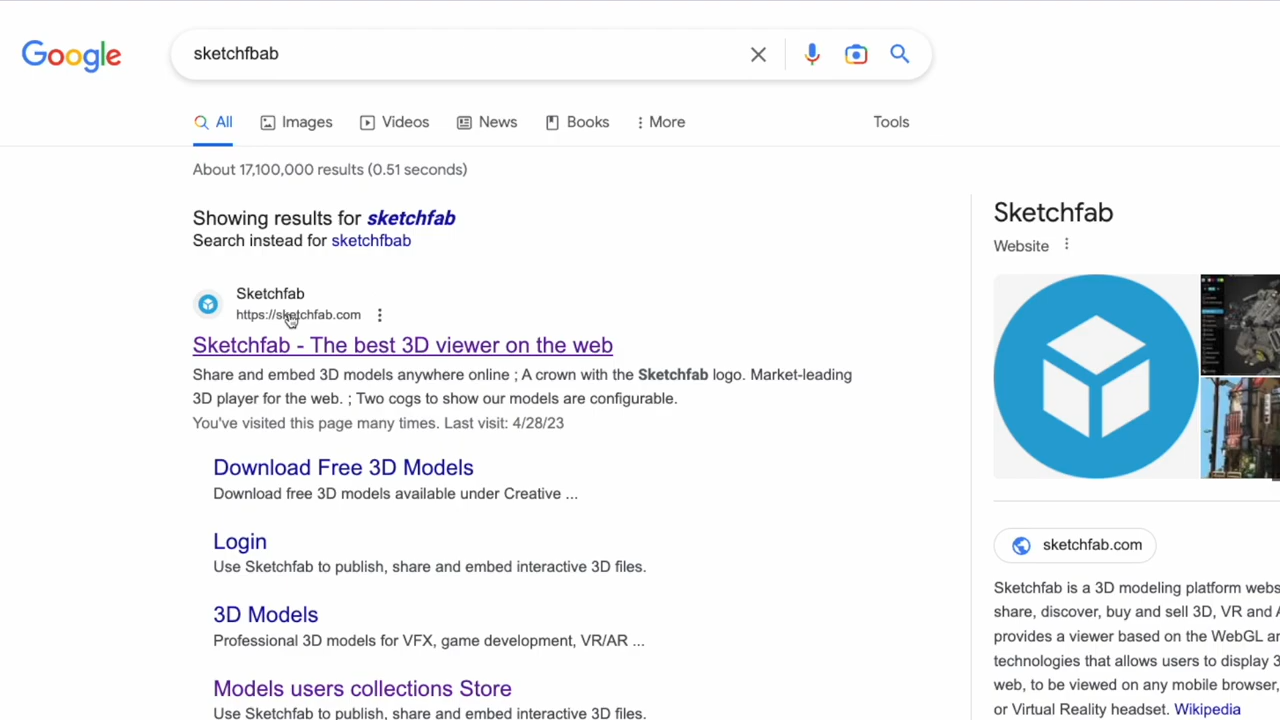 Google
sketchfbab
All
Images
Videos
News
Books
More
Tools
About 17,100,000 results (0.51 seconds)
Showing results for sketchfab
Search instead for sketchfbab
Sketchfab
https://sketchfab.com
Sketchfab - The best 3D viewer on the web
Share and embed 3D models anywhere online ; A crown with the Sketchfab logo. Market-leading
3D player for the web. ; Two cogs to show our models are configurable.
You've visited this page many times. Last visit: 4/28/23
Download Free 3D Models
Download free 3D models available under Creative ...
Login
Use Sketchfab to publish, share and embed interactive 3D files.
3D Models
Professional 3D models for VFX, game development, VR/AR ...
Models users collections Store
Use Sketchfab to publish, share and embed interactive 3D files.
Sketchfab
Website
sketchfab.com
Sketchfab is a 3D modeling platform webs
share, discover, buy and sell 3D, VR and A
provides a viewer based on the WebGL an
technologies that allows users to display 3
web, to be viewed on any mobile browser,
or Virtual Reality headset. Wikipedia